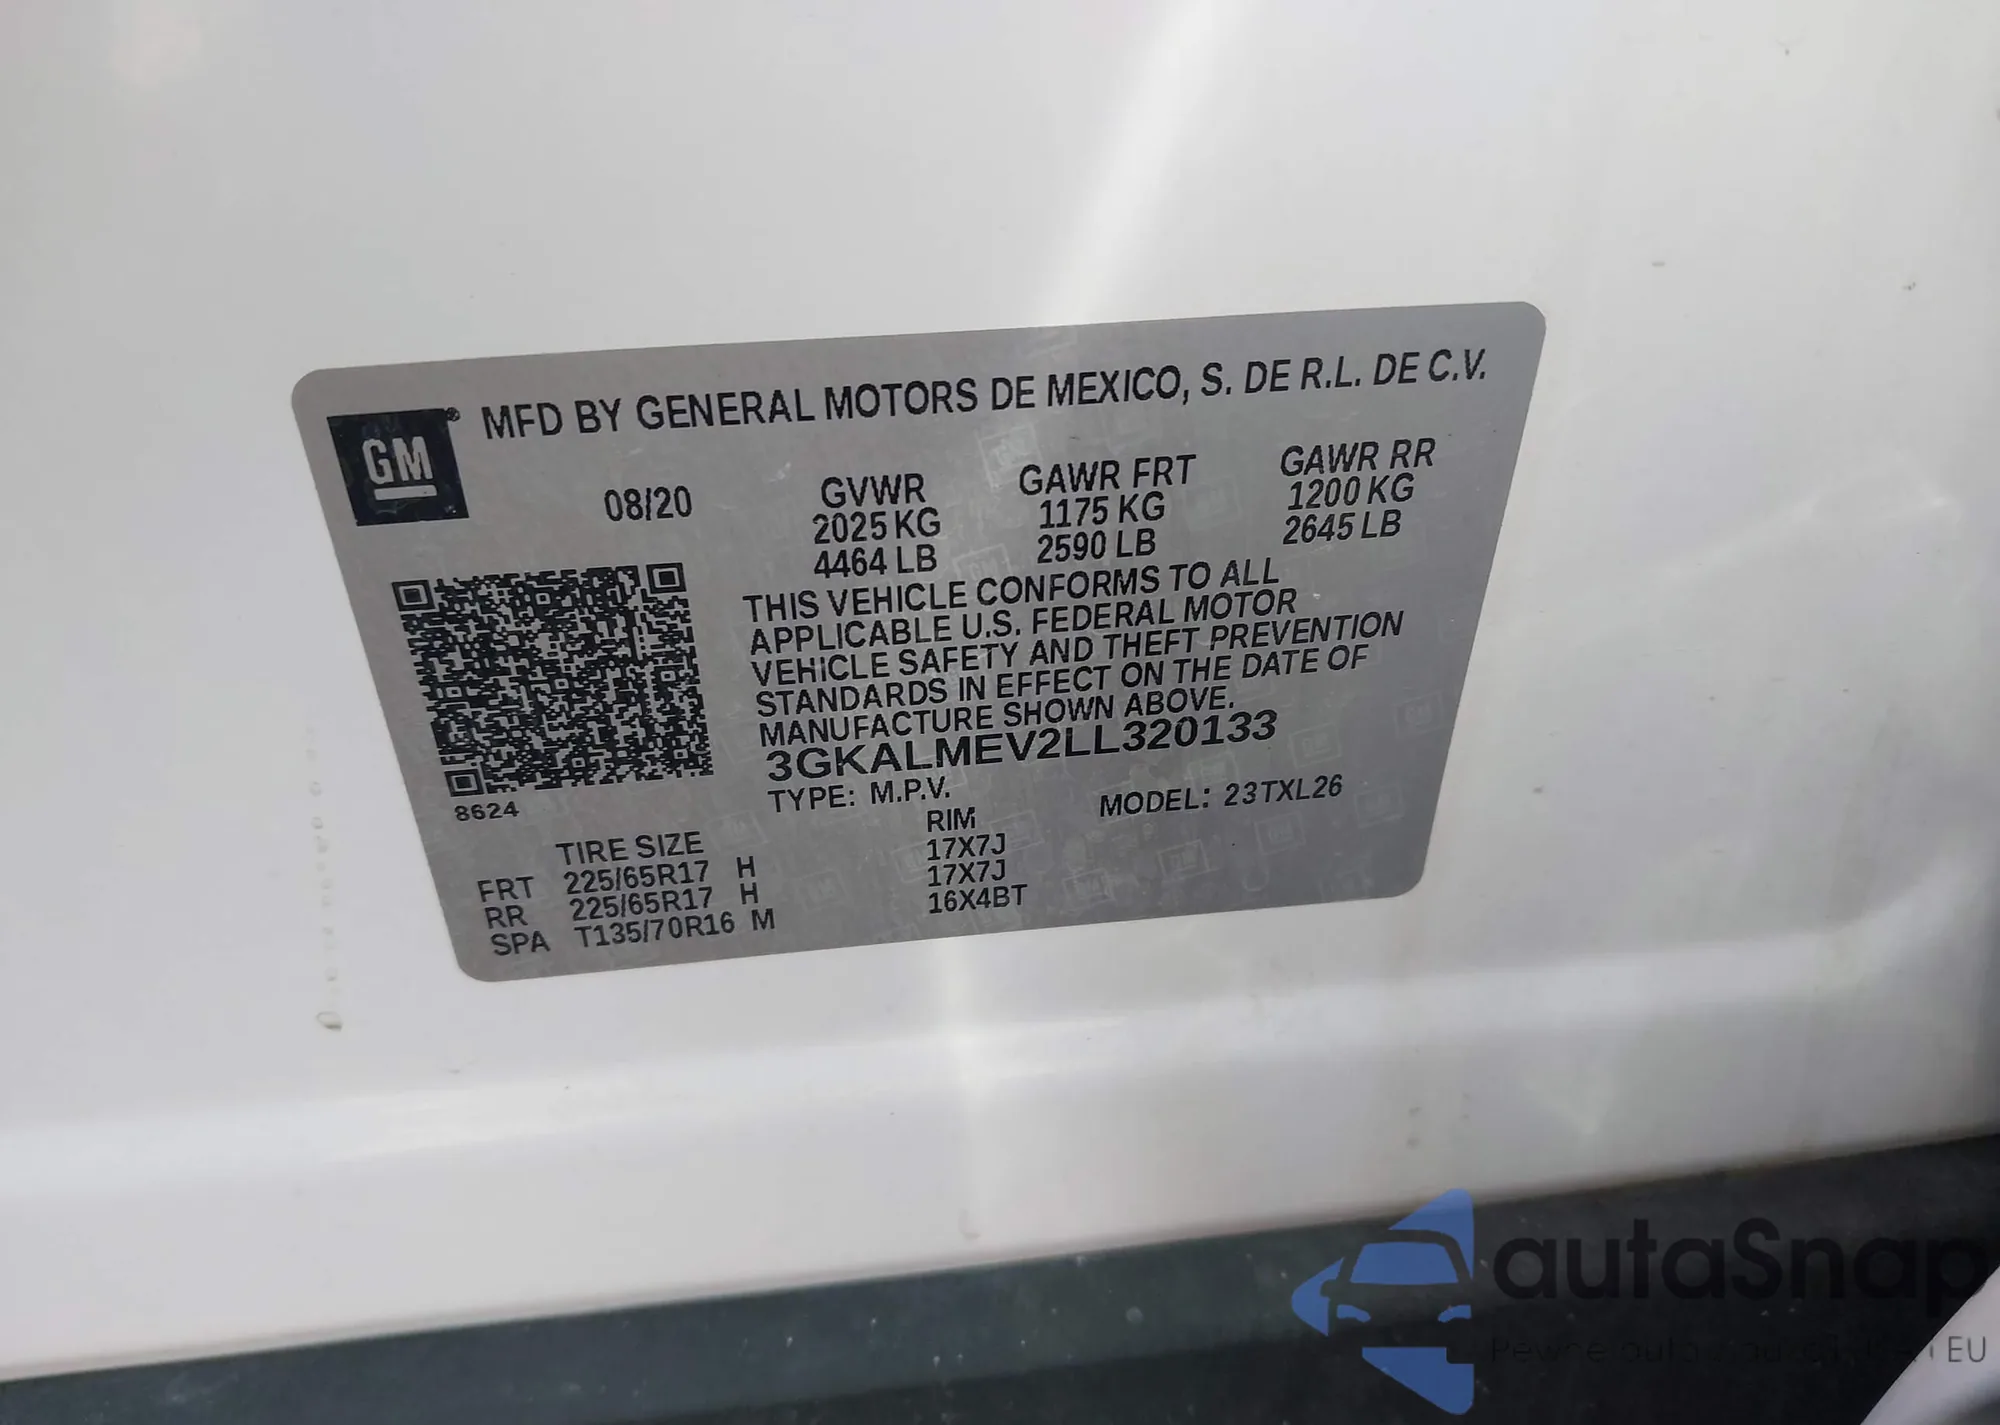 GM® MFD BY GENERAL MOTORS DE MEXICO, S. DE R.L. DE C.V.
08/20 GVWR GAWR FRT GAWR RR
2025 KG 1175 KG 1200 KG
4464 LB 2590 LB 2645 LB
THIS VEHICLE CONFORMS TO ALL
APPLICABLE U.S. FEDERAL MOTOR
VEHICLE SAFETY AND THEFT PREVENTION
STANDARDS IN EFFECT ON THE DATE OF
MANUFACTURE SHOWN ABOVE.
3GKALMEV2LL320133
8624
TYPE: M.P.V. MODEL: 23TXL26
TIRE SIZE RIM
FRT 225/65R17 H 17X7J
RR 225/65R17 H 17X7J
SPA T135/70R16 M 16X4BT
autaSnap
EU